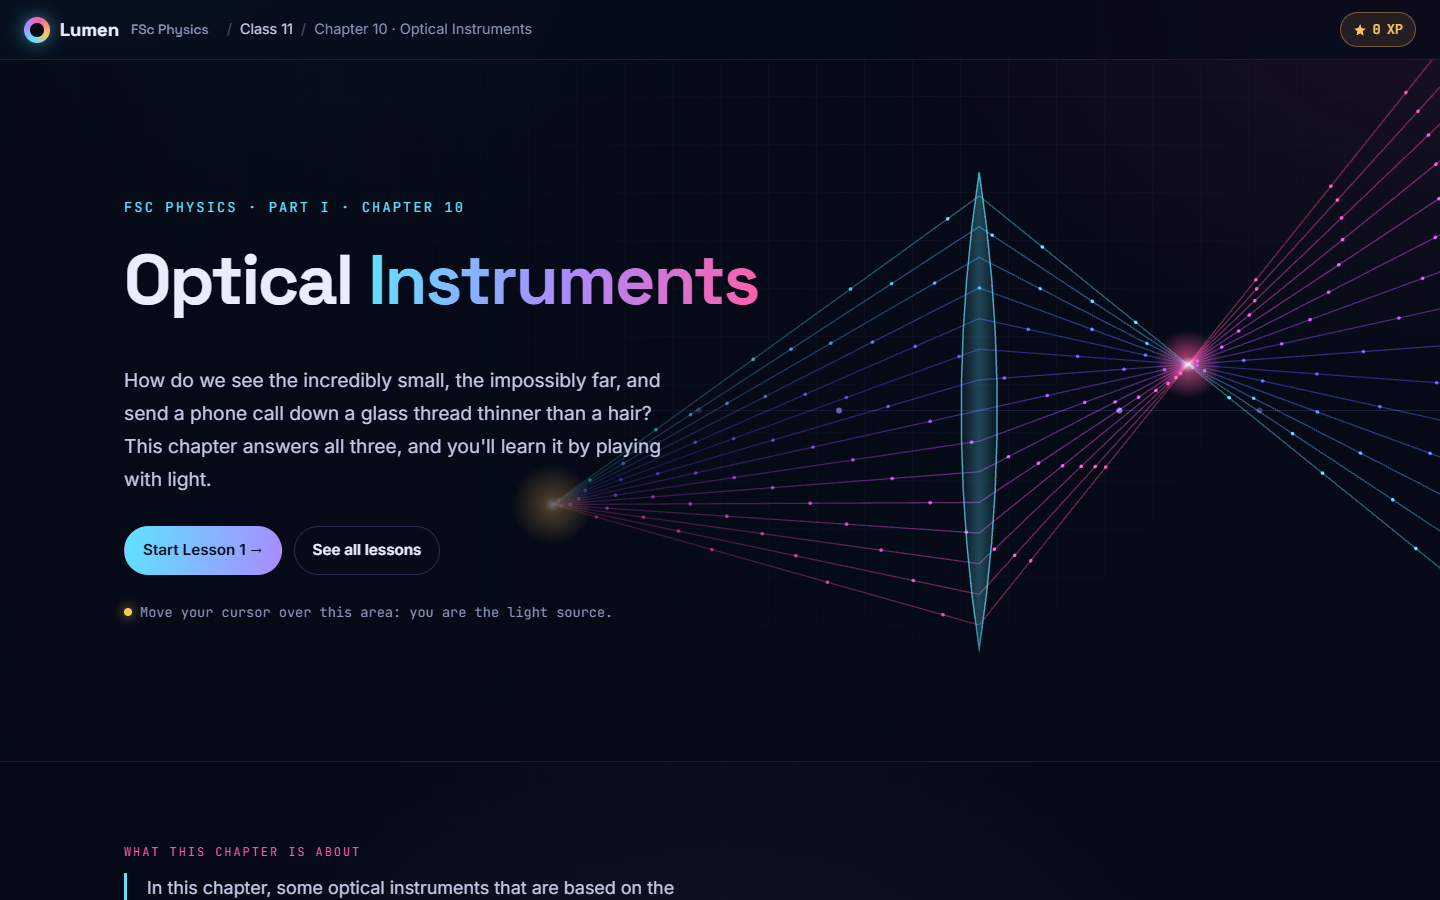 Lumen FSc Physics / Class 11 / Chapter 10 · Optical Instruments
★ 0 XP
FSC PHYSICS · PART I · CHAPTER 10
Optical Instruments
How do we see the incredibly small, the impossibly far, and
send a phone call down a glass thread thinner than a hair?
This chapter answers all three, and you'll learn it by playing
with light.
Start Lesson 1 →
See all lessons
Move your cursor over this area: you are the light source.
WHAT THIS CHAPTER IS ABOUT
In this chapter, some optical instruments that are based on the